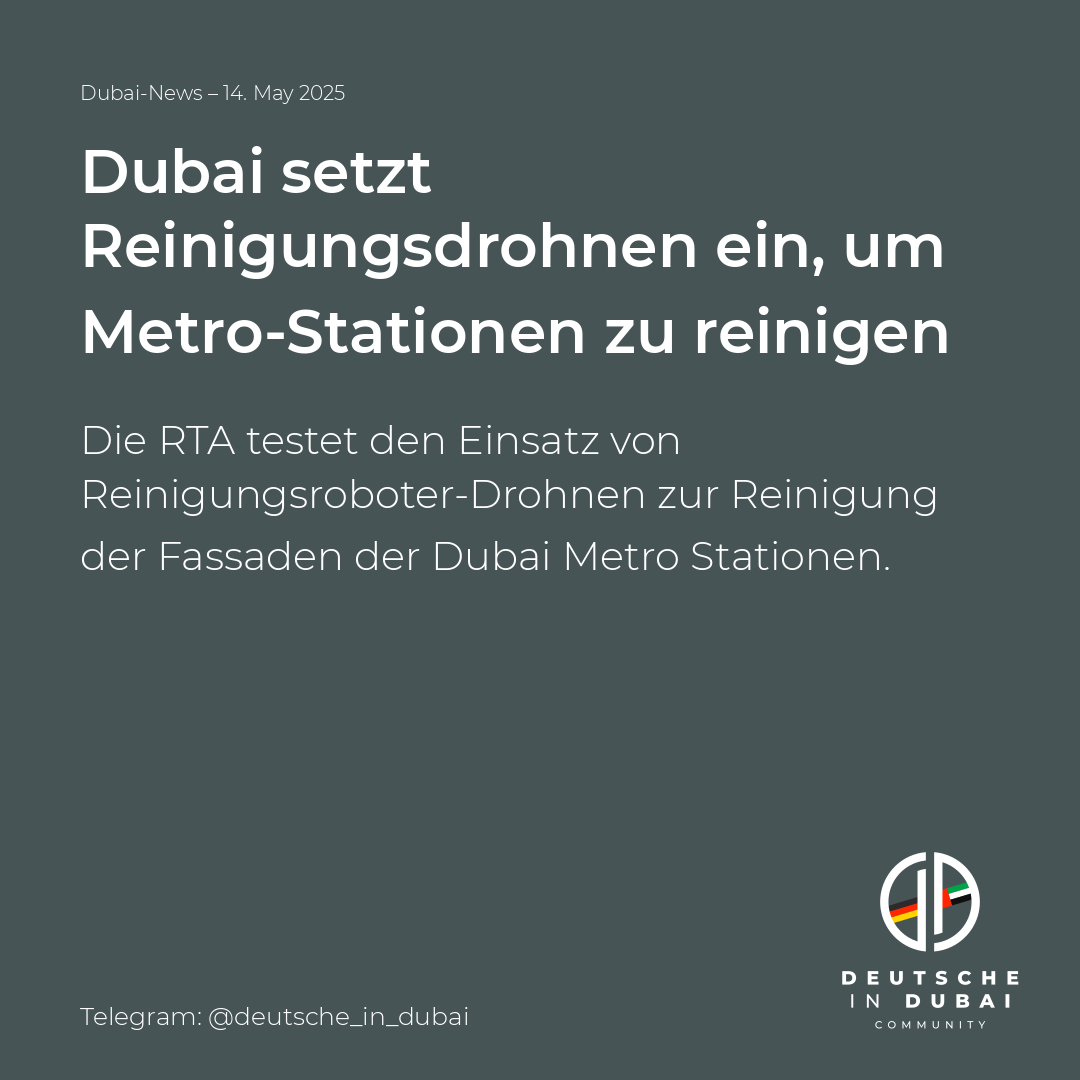 Dubai-News – 14. May 2025
Dubai setzt
Reinigungsdrohnen ein, um
Metro-Stationen zu reinigen
Die RTA testet den Einsatz von
Reinigungsroboter-Drohnen zur Reinigung
der Fassaden der Dubai Metro Stationen.
DEUTSCHE
IN DUBAI
COMMUNITY
Telegram: @deutsche_in_dubai